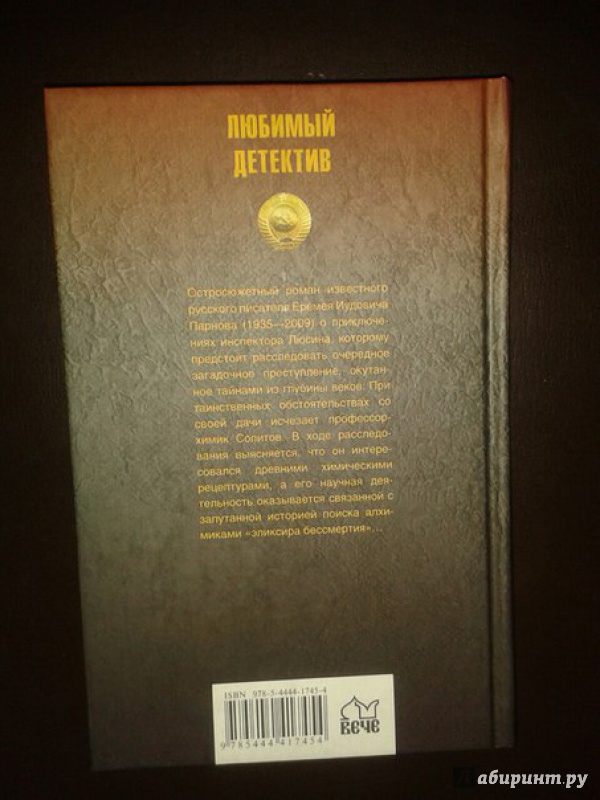 ЛЮБИМЫЙ
ДЕТЕКТИВ
Остросюжетный роман известного
русского писателя Еремея Иудовича
Парнова (1935—2009) о приключе-
ниях инспектора Люсина, которому
предстоит расследовать очередное
загадочное преступление, окутан-
ное тайнами из глубины веков. При
таинственных обстоятельствах со
своей дачи исчезает профессор-
химик Солитов. В ходе расследо-
вания выясняется, что он интере-
совался древними химическими
рецептурами, а его научная дея-
тельность оказывается связанной с
запутанной историей поиска алхи-
миками «эликсира бессмертия»...
ISBN 978-5-4444-1745-4
9 785444 417454
ВЕЧЕ
Лабиринт.ру